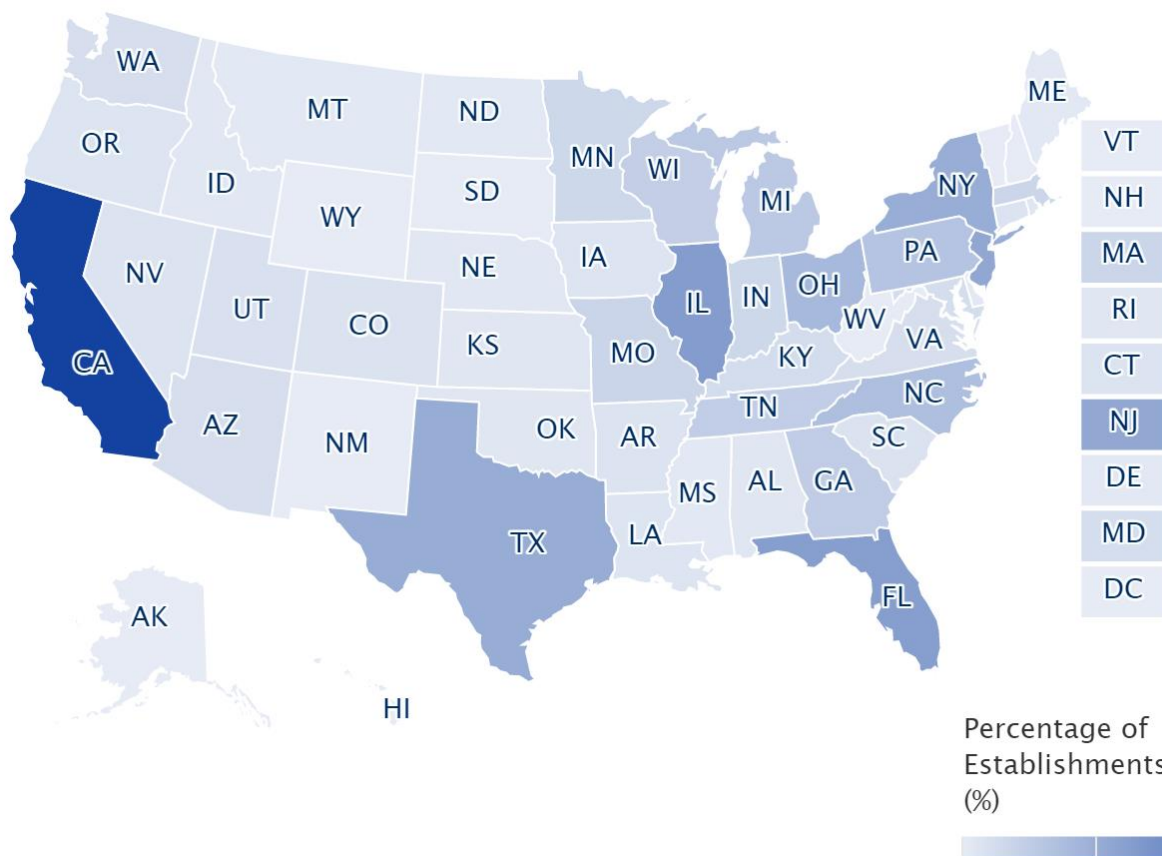 WA
MT
ND
ME
OR
MN
VT
ID
SD
WI
NY
NH
WY
MI
MA
NV
NE
IA
PA
RI
UT
CO
IL
IN
OH
WV
CT
CA
KS
MO
KY
VA
NJ
AZ
NM
OK
AR
TN
NC
SC
DE
TX
LA
MS
AL
GA
MD
AK
FL
DC
HI
Percentage of
Establishments
(%)